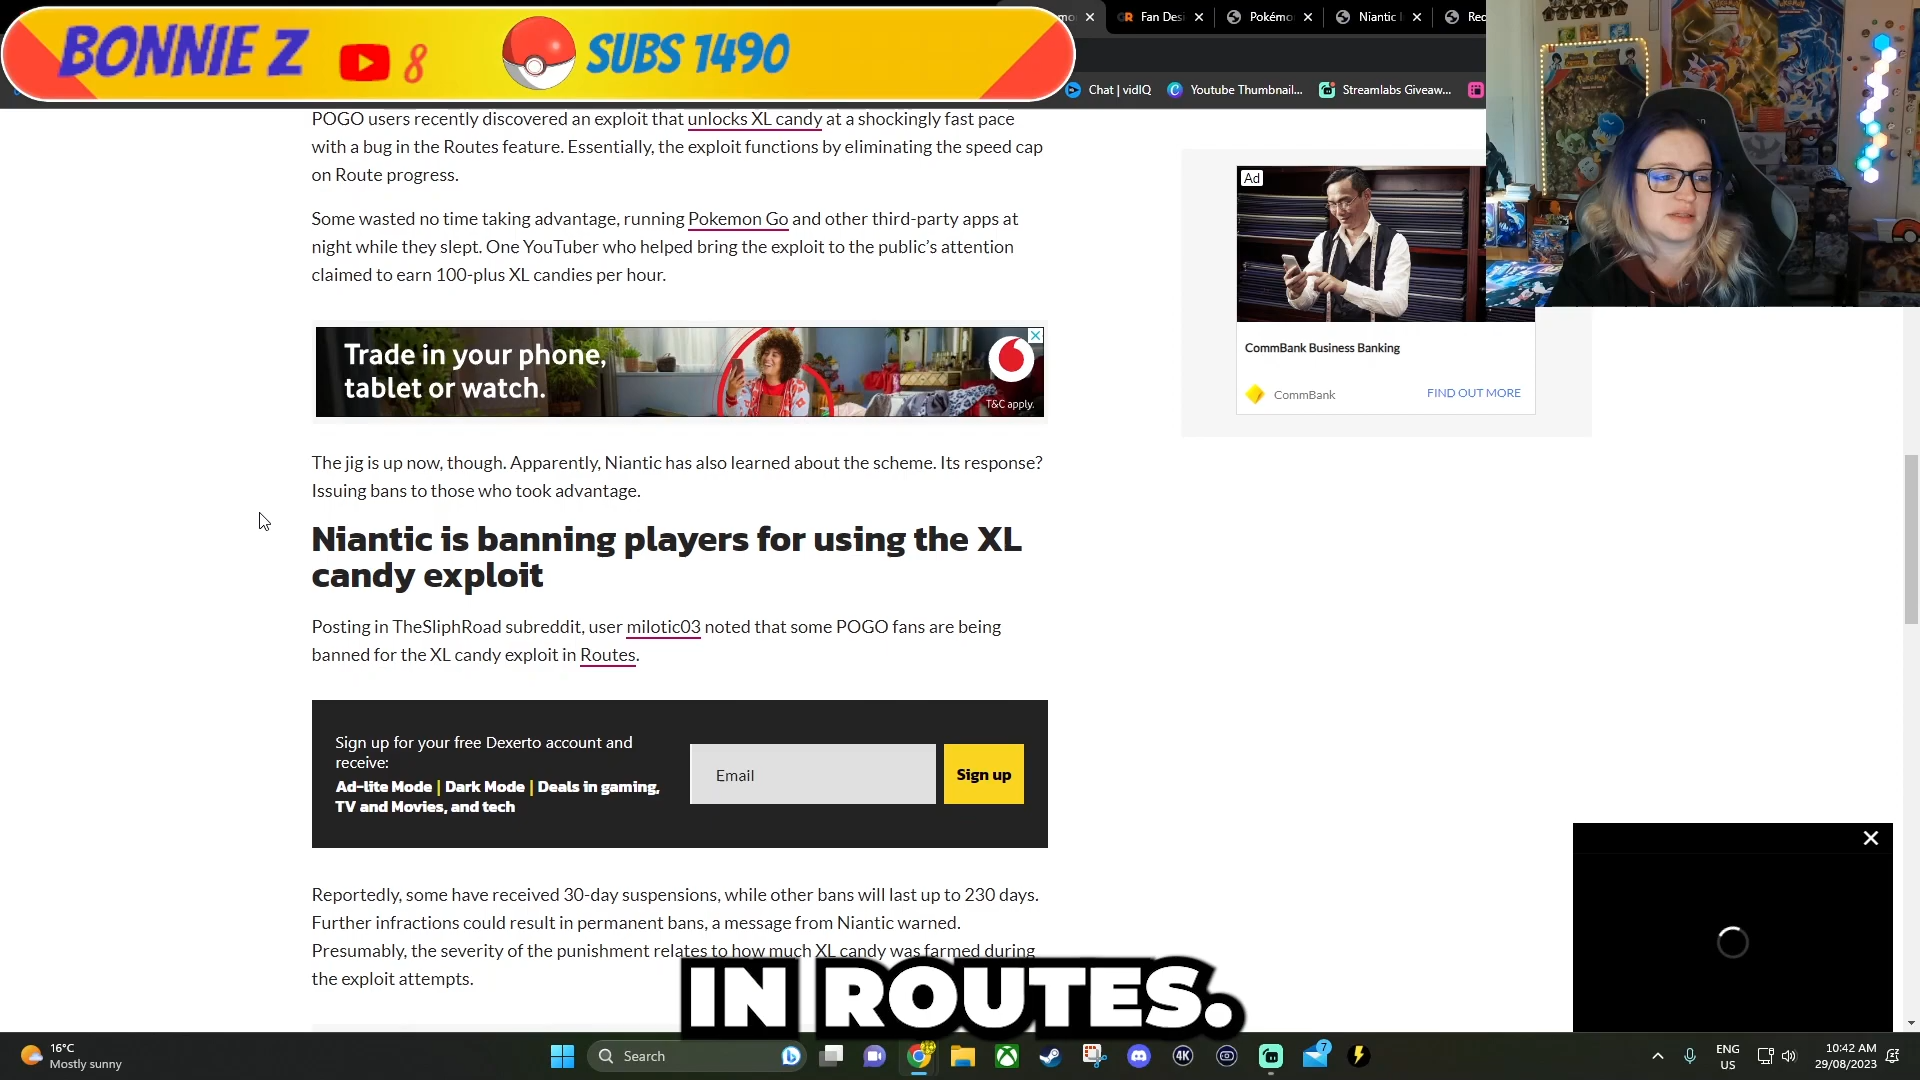 BONNIE Z 8 SUBS 1490
Fan Desi
Pokémo
Niantic
Red
Chat | vidIQ
Youtube Thumbnail...
Streamlabs Giveaw...
POGO users recently discovered an exploit that unlocks XL candy at a shockingly fast pace
with a bug in the Routes feature. Essentially, the exploit functions by eliminating the speed cap
on Route progress.
Some wasted no time taking advantage, running Pokemon Go and other third-party apps at
night while they slept. One YouTuber who helped bring the exploit to the public's attention
claimed to earn 100-plus XL candies per hour.
Ad
CommBank Business Banking
CommBank
FIND OUT MORE
Trade in your phone,
tablet or watch.
T&C apply.
The jig is up now, though. Apparently, Niantic has also learned about the scheme. Its response?
Issuing bans to those who took advantage.
Niantic is banning players for using the XL
candy exploit
Posting in TheSliphRoad subreddit, user milotic03 noted that some POGO fans are being
banned for the XL candy exploit in Routes.
Sign up for your free Dexerto account and
receive:
Ad-lite Mode | Dark Mode | Deals in gaming,
TV and Movies, and tech
Email
Sign up
Reportedly, some have received 30-day suspensions, while other bans will last up to 230 days.
Further infractions could result in permanent bans, a message from Niantic warned.
Presumably, the severity of the punishment relates to how much XL candy was farmed during
the exploit attempts.
IN ROUTES.
16°C
Mostly sunny
Search
4K
7
ENG
US
10:42 AM
29/08/2023